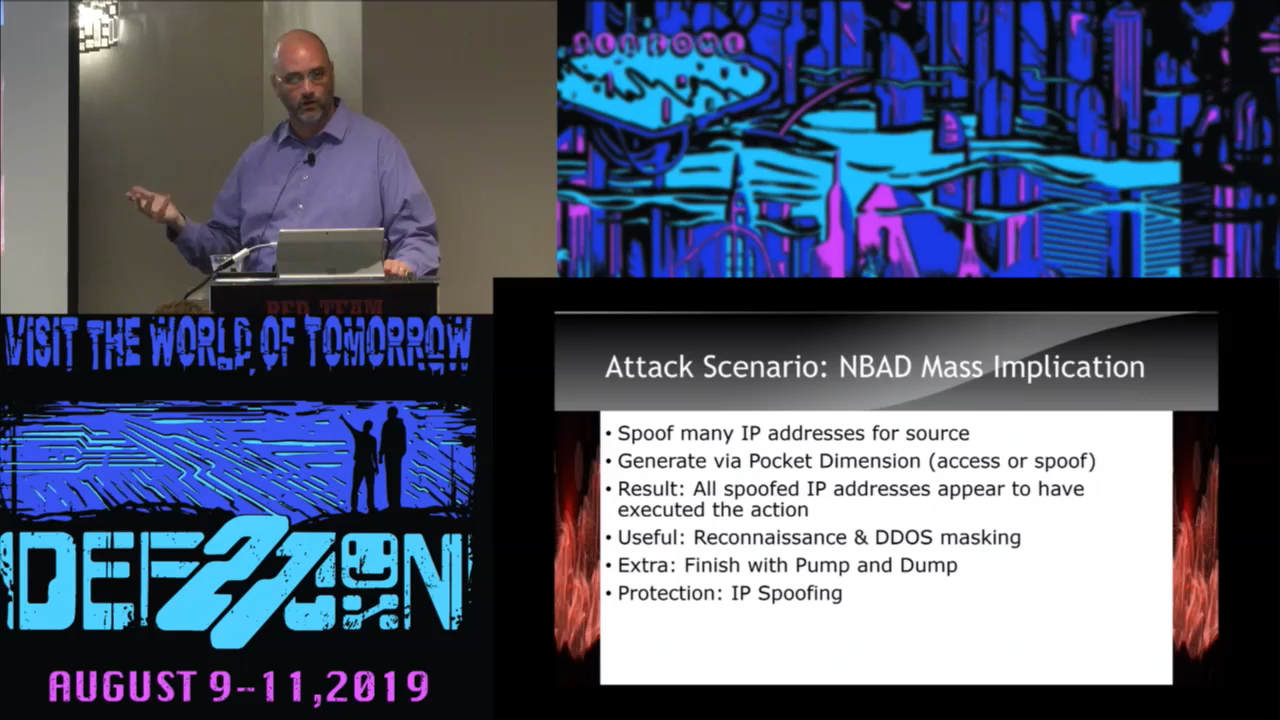 RED TEAM
VISIT THE WORLD OF TOMORROW
DEF CON
27
AUGUST 9-11,2019
Attack Scenario: NBAD Mass Implication
• Spoof many IP addresses for source
• Generate via Pocket Dimension (access or spoof)
• Result: All spoofed IP addresses appear to have
executed the action
• Useful: Reconnaissance & DDOS masking
• Extra: Finish with Pump and Dump
• Protection: IP Spoofing